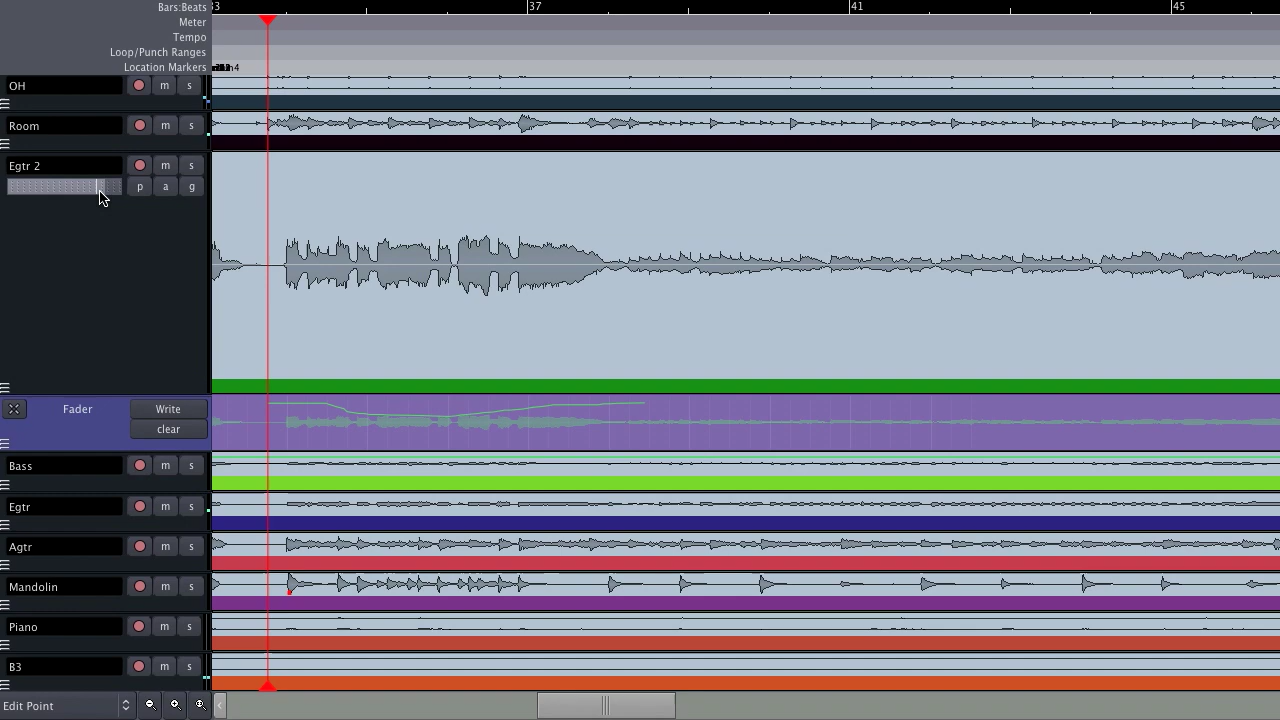 Bars:Beats 33 37 41 45
Meter
Tempo
Loop/Punch Ranges
Location Markers
OH m s
Room m s
Egtr 2 m s
p a g
Fader Write
clear
Bass m s
Egtr m s
Agtr m s
Mandolin m s
Piano m s
B3 m s
Edit Point